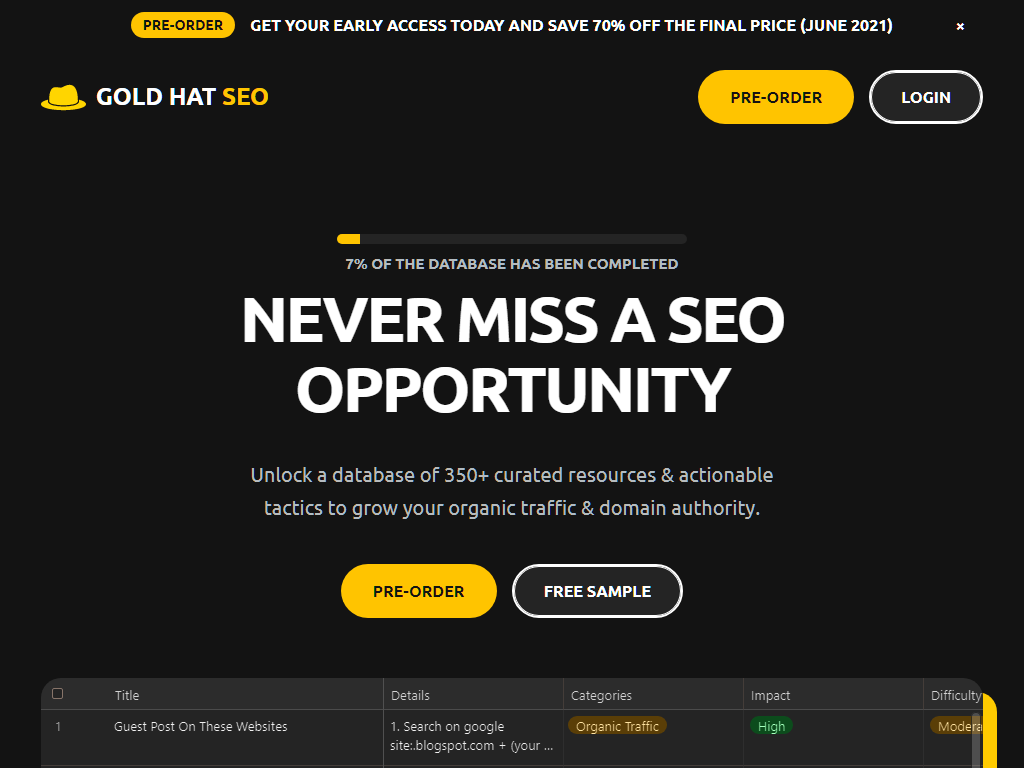 PRE-ORDER GET YOUR EARLY ACCESS TODAY AND SAVE 70% OFF THE FINAL PRICE (JUNE 2021) ×
GOLD HAT SEO
PRE-ORDER LOGIN
7% OF THE DATABASE HAS BEEN COMPLETED
NEVER MISS A SEO
OPPORTUNITY
Unlock a database of 350+ curated resources & actionable
tactics to grow your organic traffic & domain authority.
PRE-ORDER FREE SAMPLE
Title Details Categories Impact Difficulty
1 Guest Post On These Websites 1. Search on google Organic Traffic High Modera
site:.blogspot.com + (your ...